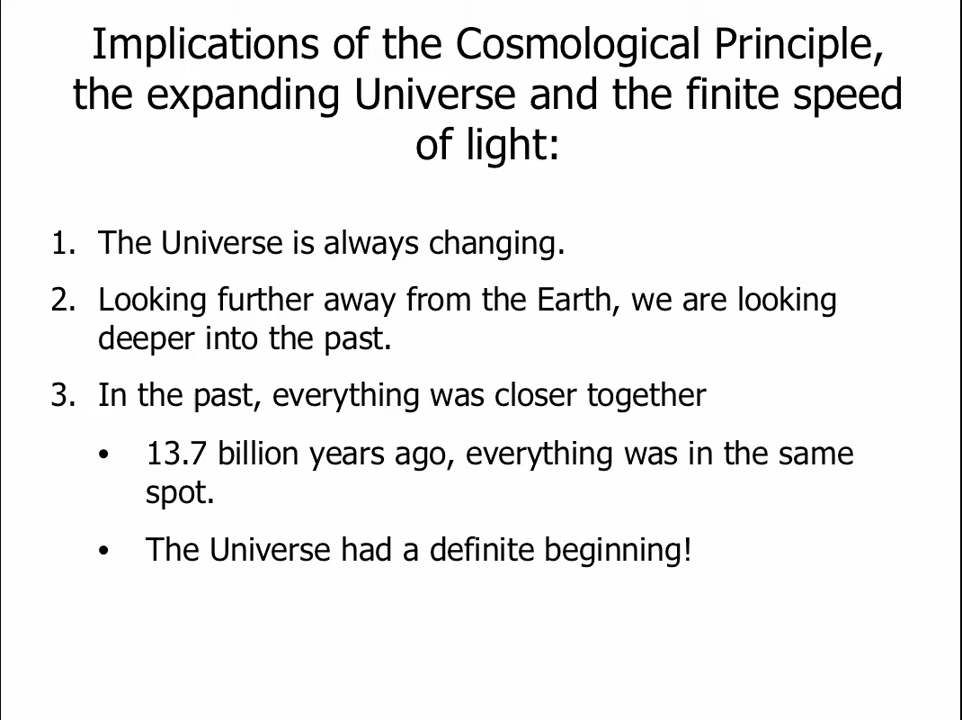 Implications of the Cosmological Principle,
the expanding Universe and the finite speed
of light:
1. The Universe is always changing.
2. Looking further away from the Earth, we are looking
deeper into the past.
3. In the past, everything was closer together
• 13.7 billion years ago, everything was in the same
spot.
• The Universe had a definite beginning!